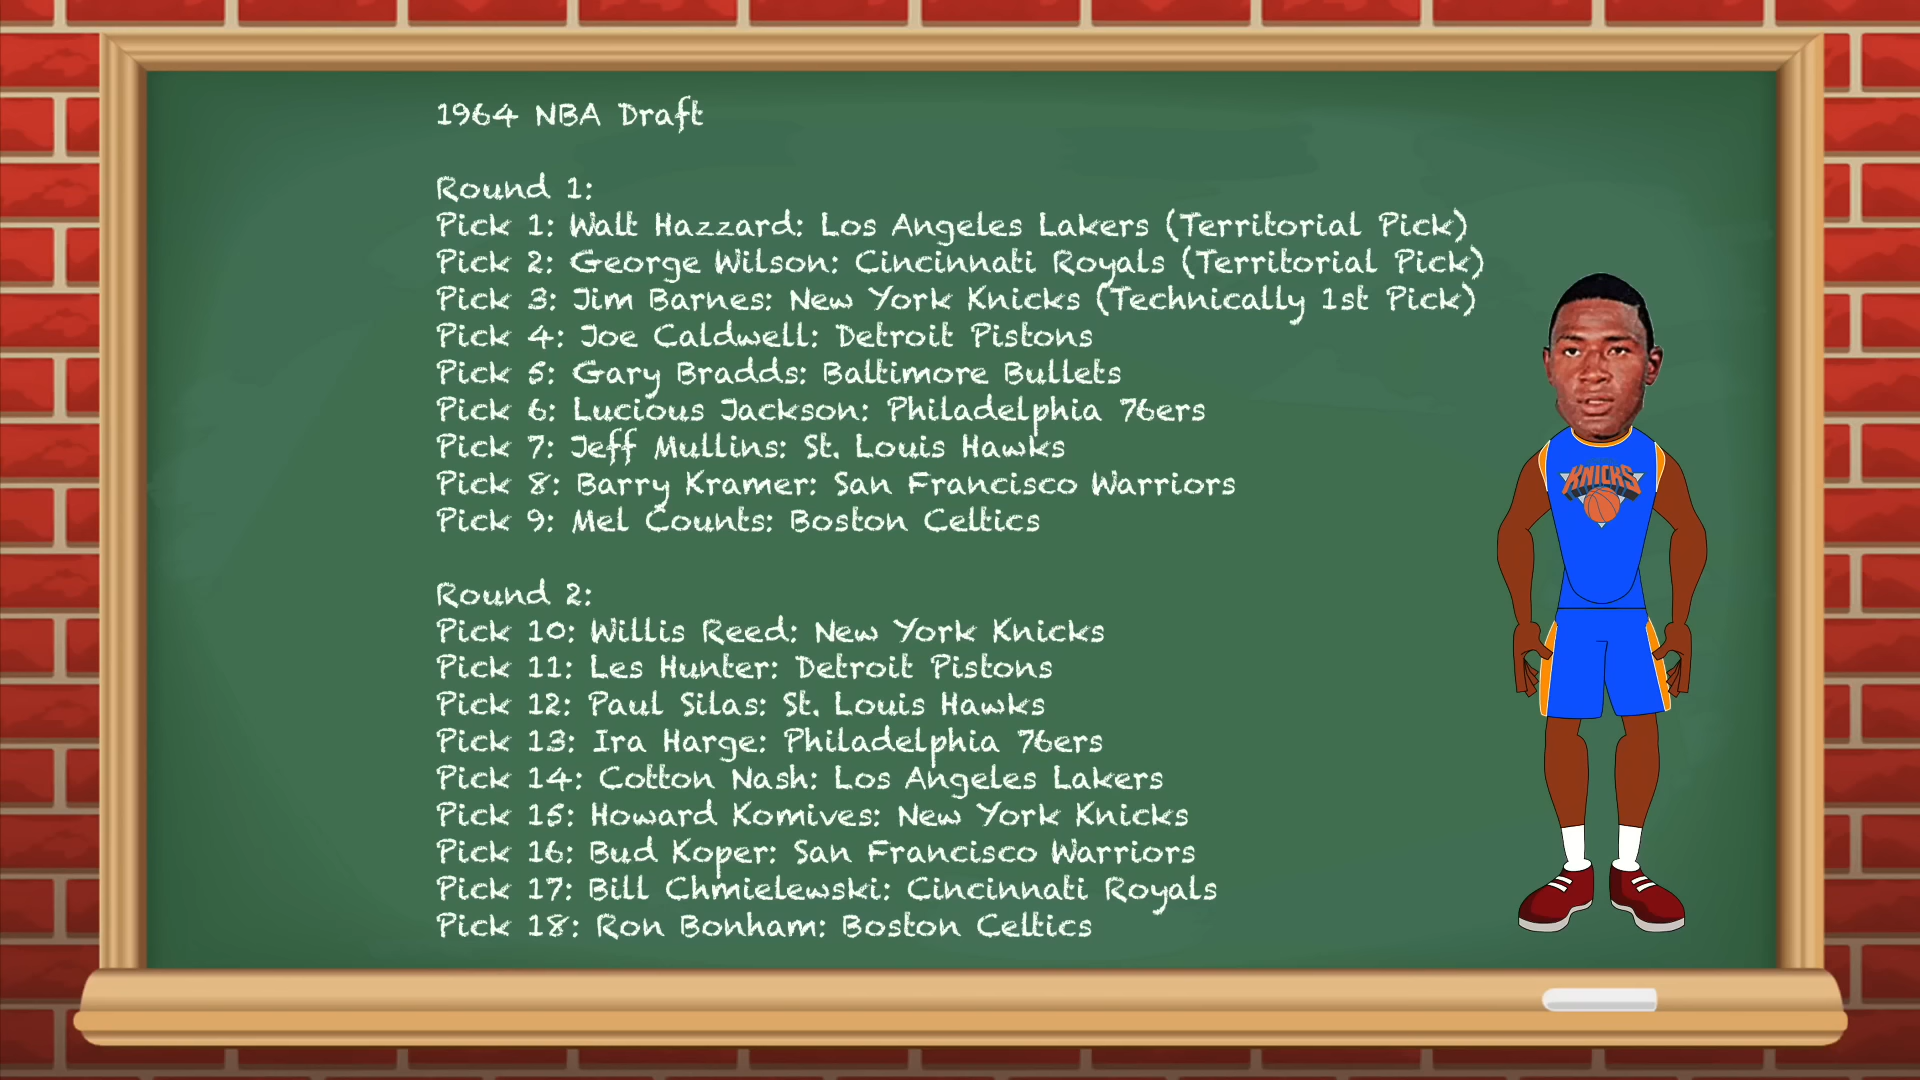 1964 NBA Draft
Round 1:
Pick 1: Walt Hazzard: Los Angeles Lakers (Territorial Pick)
Pick 2: George Wilson: Cincinnati Royals (Territorial Pick)
Pick 3: Jim Barnes: New York Knicks (Technically 1st Pick)
Pick 4: Joe Caldwell: Detroit Pistons
Pick 5: Gary Bradds: Baltimore Bullets
Pick 6: Lucious Jackson: Philadelphia 76ers
Pick 7: Jeff Mullins: St. Louis Hawks
Pick 8: Barry Kramer: San Francisco Warriors
Pick 9: Mel Counts: Boston Celtics
Round 2:
Pick 10: Willis Reed: New York Knicks
Pick 11: Les Hunter: Detroit Pistons
Pick 12: Paul Silas: St. Louis Hawks
Pick 13: Ira Harge: Philadelphia 76ers
Pick 14: Cotton Nash: Los Angeles Lakers
Pick 15: Howard Komives: New York Knicks
Pick 16: Bud Koper: San Francisco Warriors
Pick 17: Bill Chmielewski: Cincinnati Royals
Pick 18: Ron Bonham: Boston Celtics
KNICKS